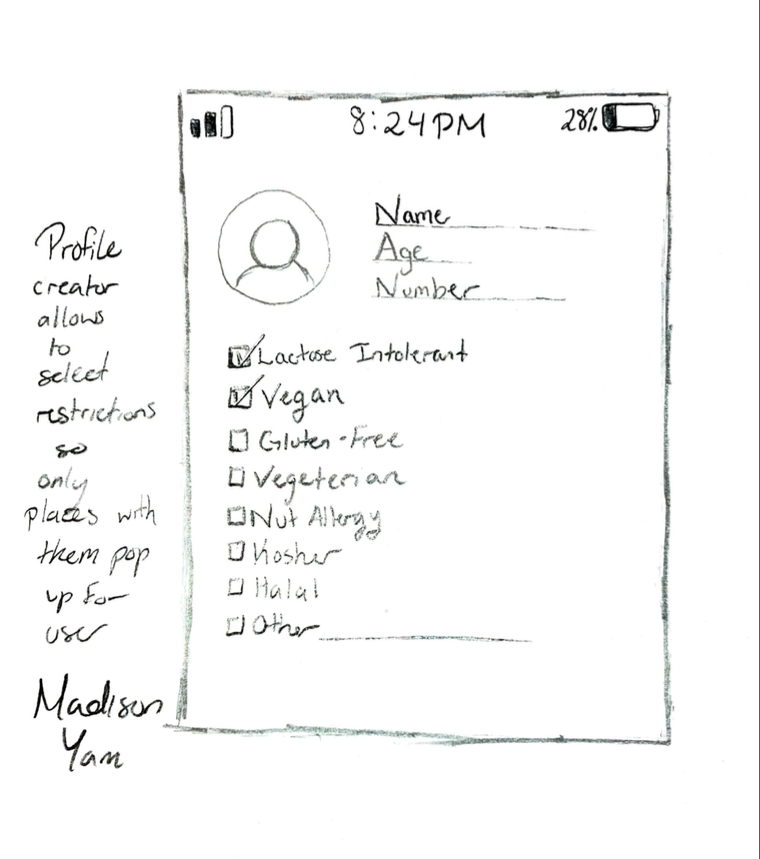 8:24PM 28%
Name
Age
Number
Lactose Intolerant
Vegan
Gluten-Free
Vegeterian
Nut Allergy
Kosher
Halal
Other
Profile
creator
allows
to
select
restrictions
so
only
places with
them pop
up for
user
Madison
Yam